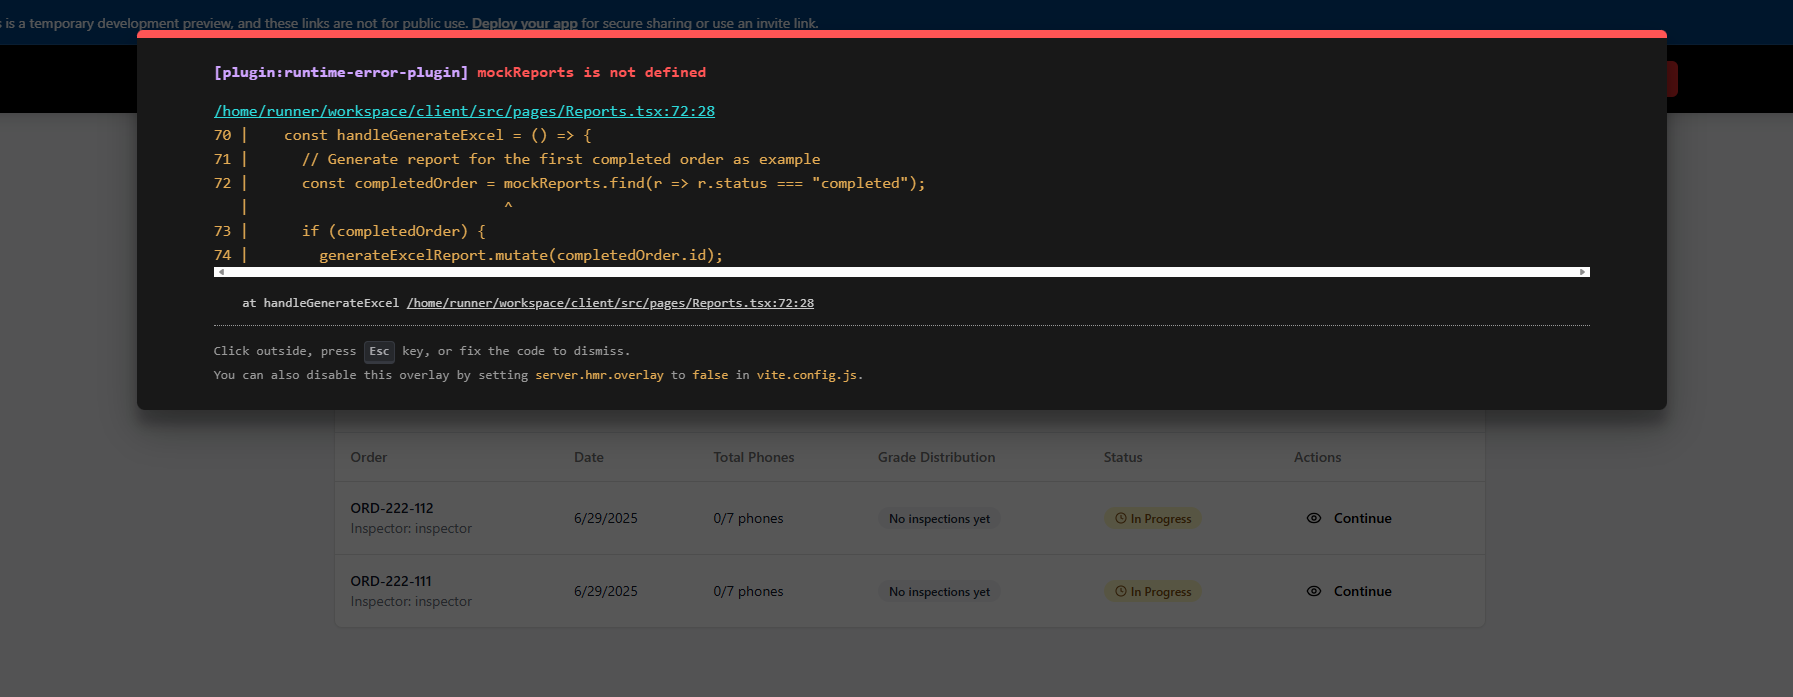 s is a temporary development preview, and these links are not for public use. Deploy your app for secure sharing or use an invite link.
[plugin:runtime-error-plugin] mockReports is not defined
/home/runner/workspace/client/src/pages/Reports.tsx:72:28
70 |    const handleGenerateExcel = () => {
71 |      // Generate report for the first completed order as example
72 |      const completedOrder = mockReports.find(r => r.status === "completed");
   |                             ^
73 |      if (completedOrder) {
74 |        generateExcelReport.mutate(completedOrder.id);
at handleGenerateExcel /home/runner/workspace/client/src/pages/Reports.tsx:72:28
Click outside, press Esc key, or fix the code to dismiss.
You can also disable this overlay by setting server.hmr.overlay to false in vite.config.js.
Order Date Total Phones Grade Distribution Status Actions
ORD-222-112
Inspector: inspector
6/29/2025 0/7 phones No inspections yet In Progress Continue
ORD-222-111
Inspector: inspector
6/29/2025 0/7 phones No inspections yet In Progress Continue